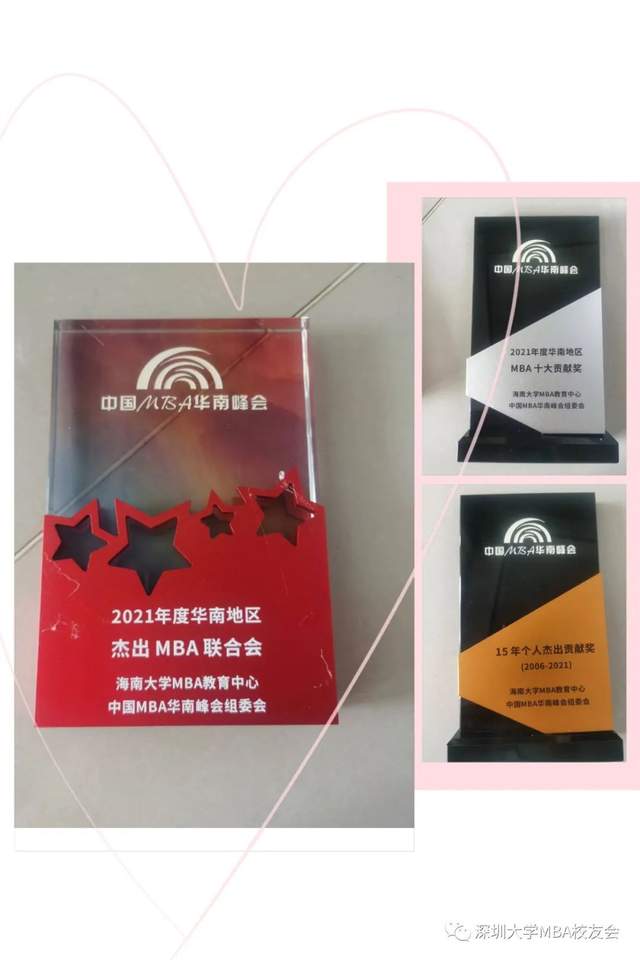 中国MBA华南峰会
2021年度华南地区
杰出 MBA 联合会
海南大学MBA教育中心
中国MBA华南峰会组委会
中国MBA华南峰会
2021年度华南地区
MBA 十大贡献奖
海南大学MBA教育中心
中国MBA华南峰会组委会
中国MBA华南峰会
15 年个人杰出贡献奖
(2006-2021)
海南大学MBA教育中心
中国MBA华南峰会组委会
深圳大学MBA校友会